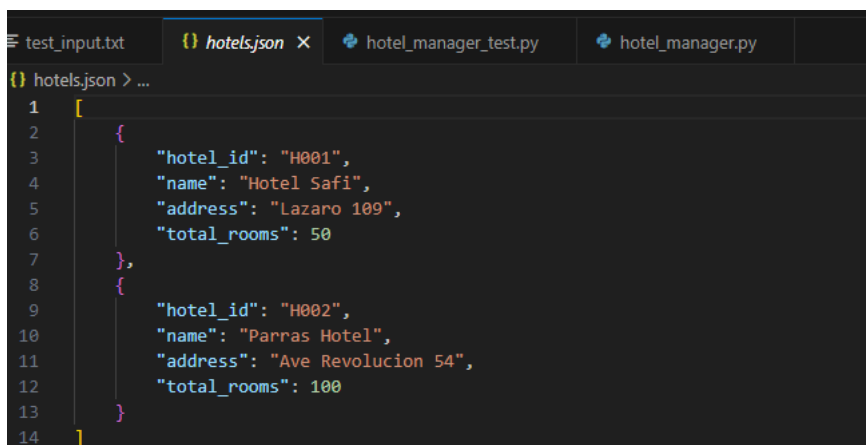 test_input.txt {} hotels.json × hotel_manager_test.py hotel_manager.py
{} hotels.json > ...
1 [
2 {
3 "hotel_id": "H001",
4 "name": "Hotel Safi",
5 "address": "Lazaro 109",
6 "total_rooms": 50
7 },
8 {
9 "hotel_id": "H002",
10 "name": "Parras Hotel",
11 "address": "Ave Revolucion 54",
12 "total_rooms": 100
13 }
14 ]